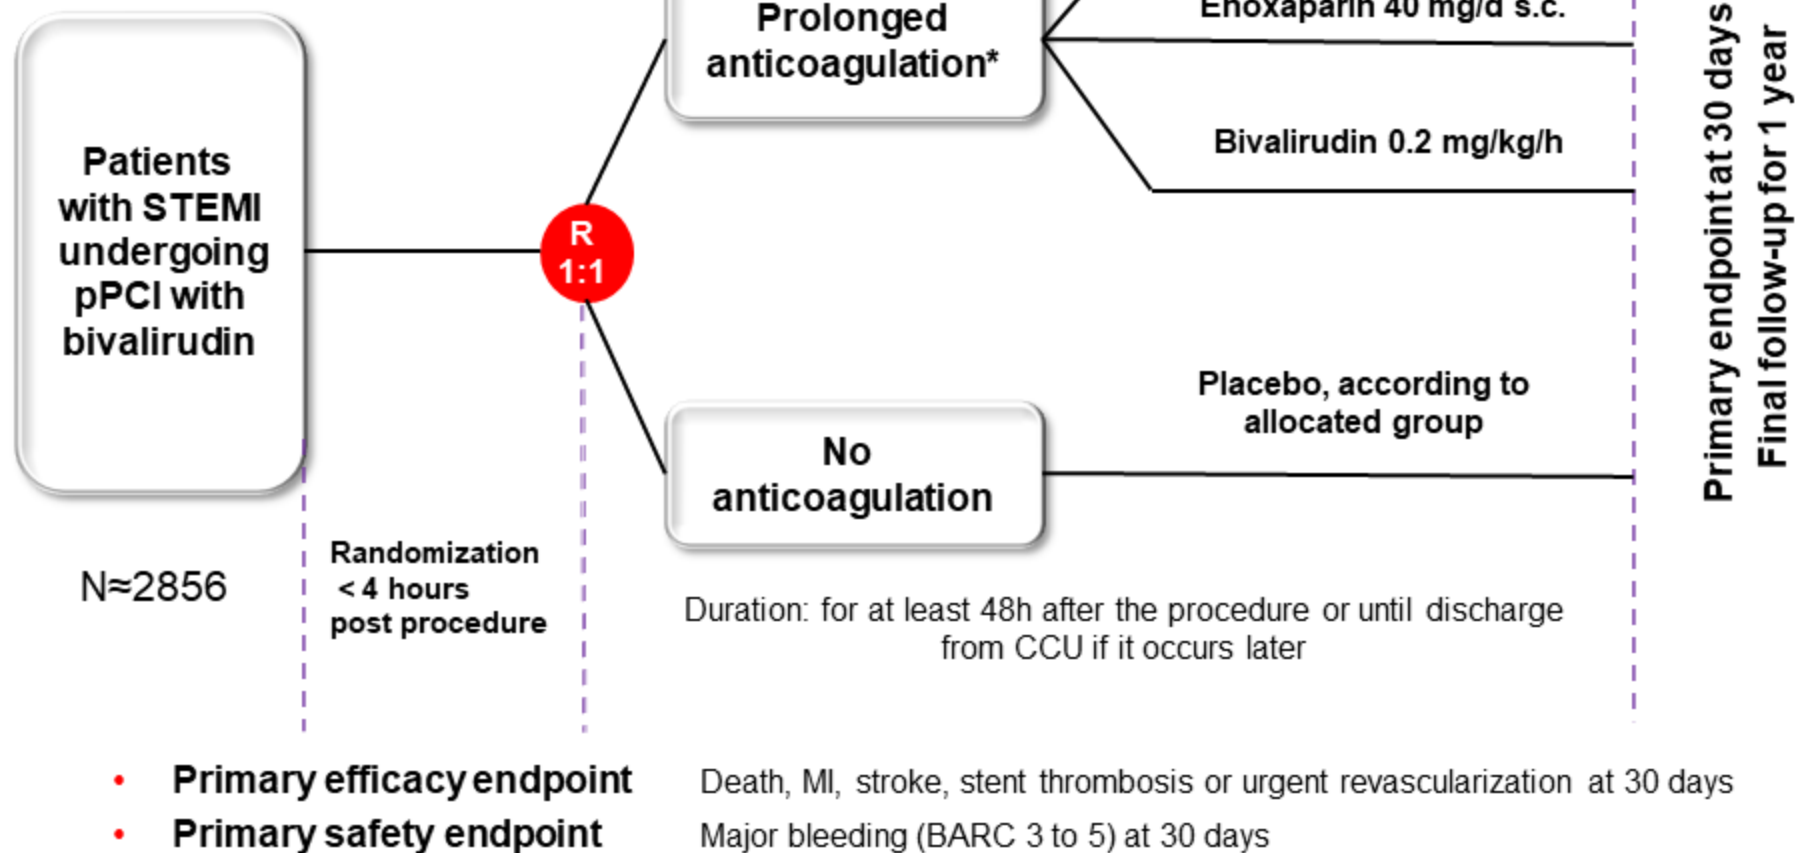 Prolonged
anticoagulation*
Enoxaparin 40 mg/d s.c.
Bivalirudin 0.2 mg/kg/h
Patients
with STEMI
undergoing
pPCI with
bivalirudin
R
1:1
Placebo, according to
allocated group
No
anticoagulation
Primary endpoint at 30 days
Final follow-up for 1 year
N≈2856
Randomization
< 4 hours
post procedure
Duration: for at least 48h after the procedure or until discharge
from CCU if it occurs later
• Primary efficacy endpoint Death, MI, stroke, stent thrombosis or urgent revascularization at 30 days
• Primary safety endpoint Major bleeding (BARC 3 to 5) at 30 days